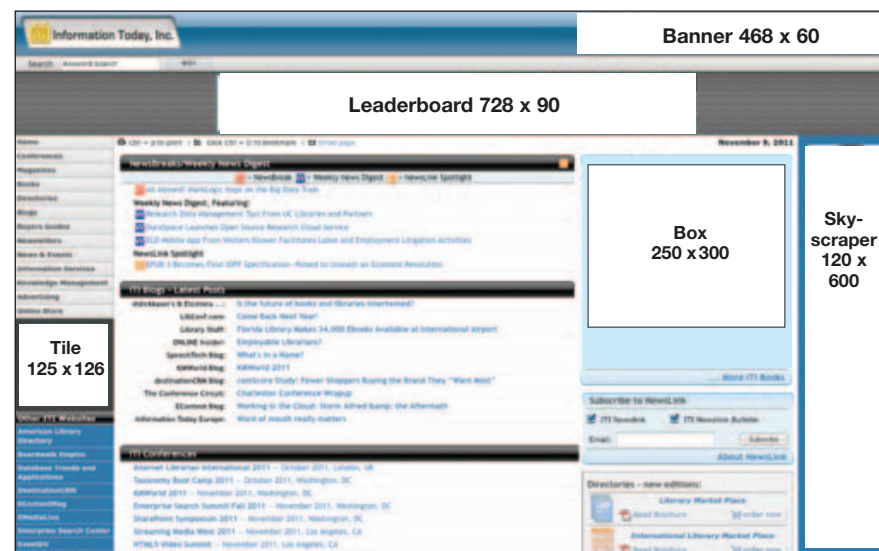 Information Today, Inc.
Banner 468 x 60
Search
Keyword Search
GO!
Leaderboard 728 x 90
Home
Conferences
Magazines
Books
Directories
Blogs
Buyers Guides
Newsletters
News & Events
Information Services
Knowledge Management
Advertising
Online Store
Tile
125 x 126
Other ITI Websites
American Library
Directory
Boardwalk Empire
Database Trends and
Applications
DestinationCRM
EContentMag
EMediaLive
Enterprise Search Center
Ctrl + P to print
Click Ctrl + D to bookmark
Email page
November 9, 2011
NewsBreaks/Weekly News Digest
= NewsBreak = Weekly News Digest = NewsLink Spotlight
All Aboard! MarkLogic Hops on the Big Data Train
Weekly News Digest, Featuring:
Research Data Management Tool From UC Libraries and Partners
DuraSpace Launches Open Source Research Cloud Service
ELD Mobile App From Wolters Kluwer Facilitates Labor and Employment Litigation Activities
NewsLink Spotlight
EPUB 3 Becomes Final IDPF Specification—Poised to Unleash an Econtent Revolution
ITI Blogs - Latest Posts
Is the future of books and libraries intertwined?
LibConf.com: Come Back Next Year!
Library Stuff: Florida Library Makes 34,000 Ebooks Available at International Airport
ONLINE Insider: Employable Librarians?
SpeechTech Blog: What's in a Name?
KMWorld Blog: KMWorld 2011
destinationCRM Blog: comScore Study: Fewer Shoppers Buying the Brand They "Want Most"
The Conference Circuit: Charleston Conference Wrapup
EContent Blog: Working in the Cloud: Storm Alfred &amp; the Aftermath
Information Today Europe: Word of mouth really matters
ITI Conferences
Internet Librarian International 2011 — October 2011, London, UK
Taxonomy Boot Camp 2011 — October 2011, Washington, DC
KMWorld 2011 — November 2011, Washington, DC
Enterprise Search Summit Fall 2011 — November 2011, Washington, DC
SharePoint Symposium 2011 — November 2011, Washington, DC
Streaming Media West 2011 — November 2011, Los Angeles, CA
HTML5 Video Summit — November 2011, Los Angeles, CA
Box
250 x 300
... More ITI Books
Subscribe to NewsLink
ITI NewsLink
ITI NewsLink Bulletin
Email:
Subscribe
About NewsLink
Directories - new editions:
Literary Market Place
Read Brochure
order now
International Literary Market Place
Read Brochure
order now
Sky-
scraper
120 x
600